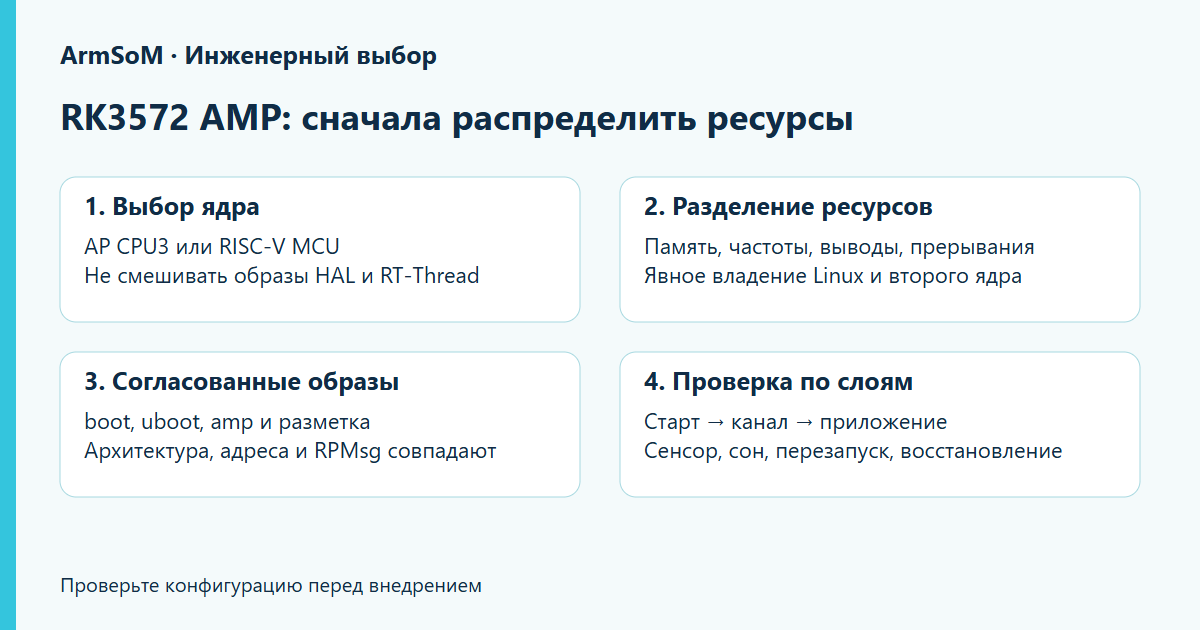 ArmSoM · Инженерный выбор
RK3572 AMP: сначала распределить ресурсы
1. Выбор ядра
AP CPU3 или RISC-V MCU
Не смешивать образы HAL и RT-Thread
2. Разделение ресурсов
Память, частоты, выводы, прерывания
Явное владение Linux и второго ядра
3. Согласованные образы
boot, uboot, amp и разметка
Архитектура, адреса и RPMsg совпадают
4. Проверка по слоям
Старт → канал → приложение
Сенсор, сон, перезапуск, восстановление
Проверьте конфигурацию перед внедрением